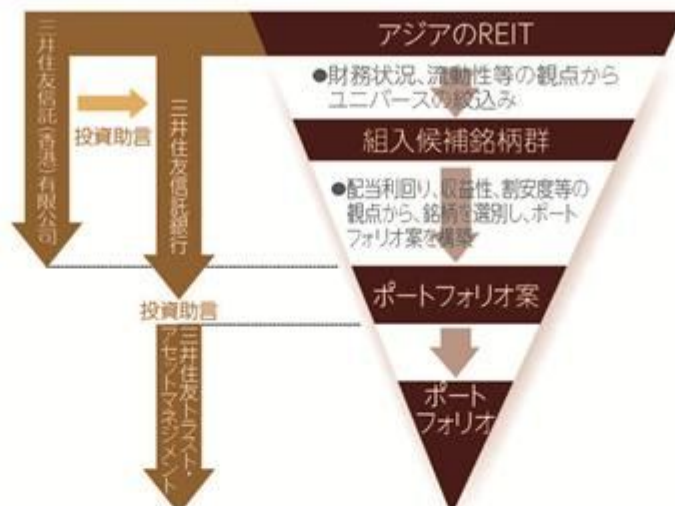 アジアのREIT
●財務状況、流動性等の観点から
ユニバースの絞込み
組入候補銘柄群
●配当利回り、収益性、割安度等の
観点から、銘柄を選別し、ポート
フォリオ案を構築
ポートフォリオ案
ポート
フォリオ
三井住友信託(香港)有限公司
投資助言
三井住友信託銀行
投資助言
三井住友トラスト・
アセットマネジメント